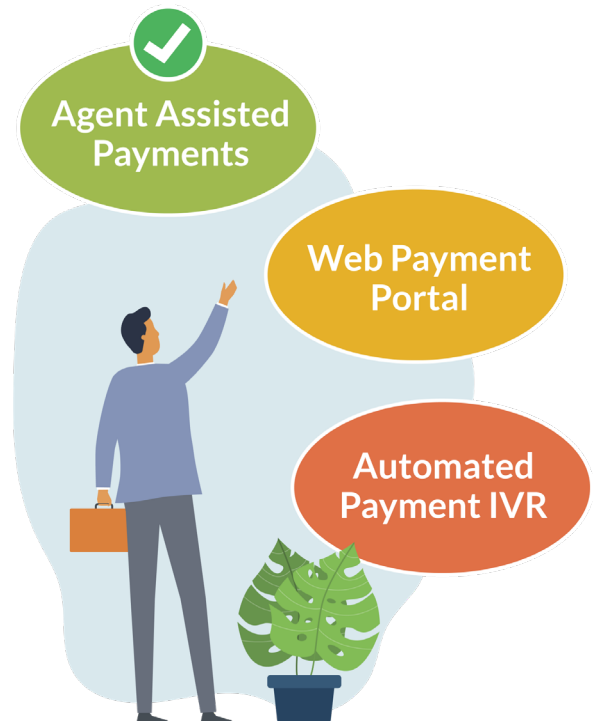 Agent Assisted
Payments
Web Payment
Portal
Automated
Payment IVR